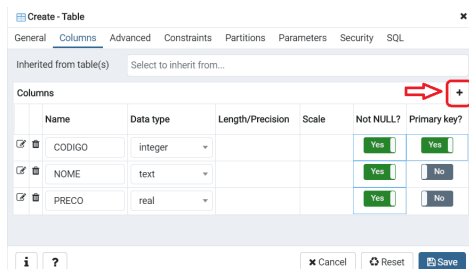 Create - Table
General Columns Advanced Constraints Partitions Parameters Security SQL
Inherited from table(s) Select to inherit from...
Columns
Name Data type Length/Precision Scale Not NULL? Primary key?
CODIGO integer Yes Yes
NOME text Yes No
PRECO real Yes No
i ? Cancel Reset Save